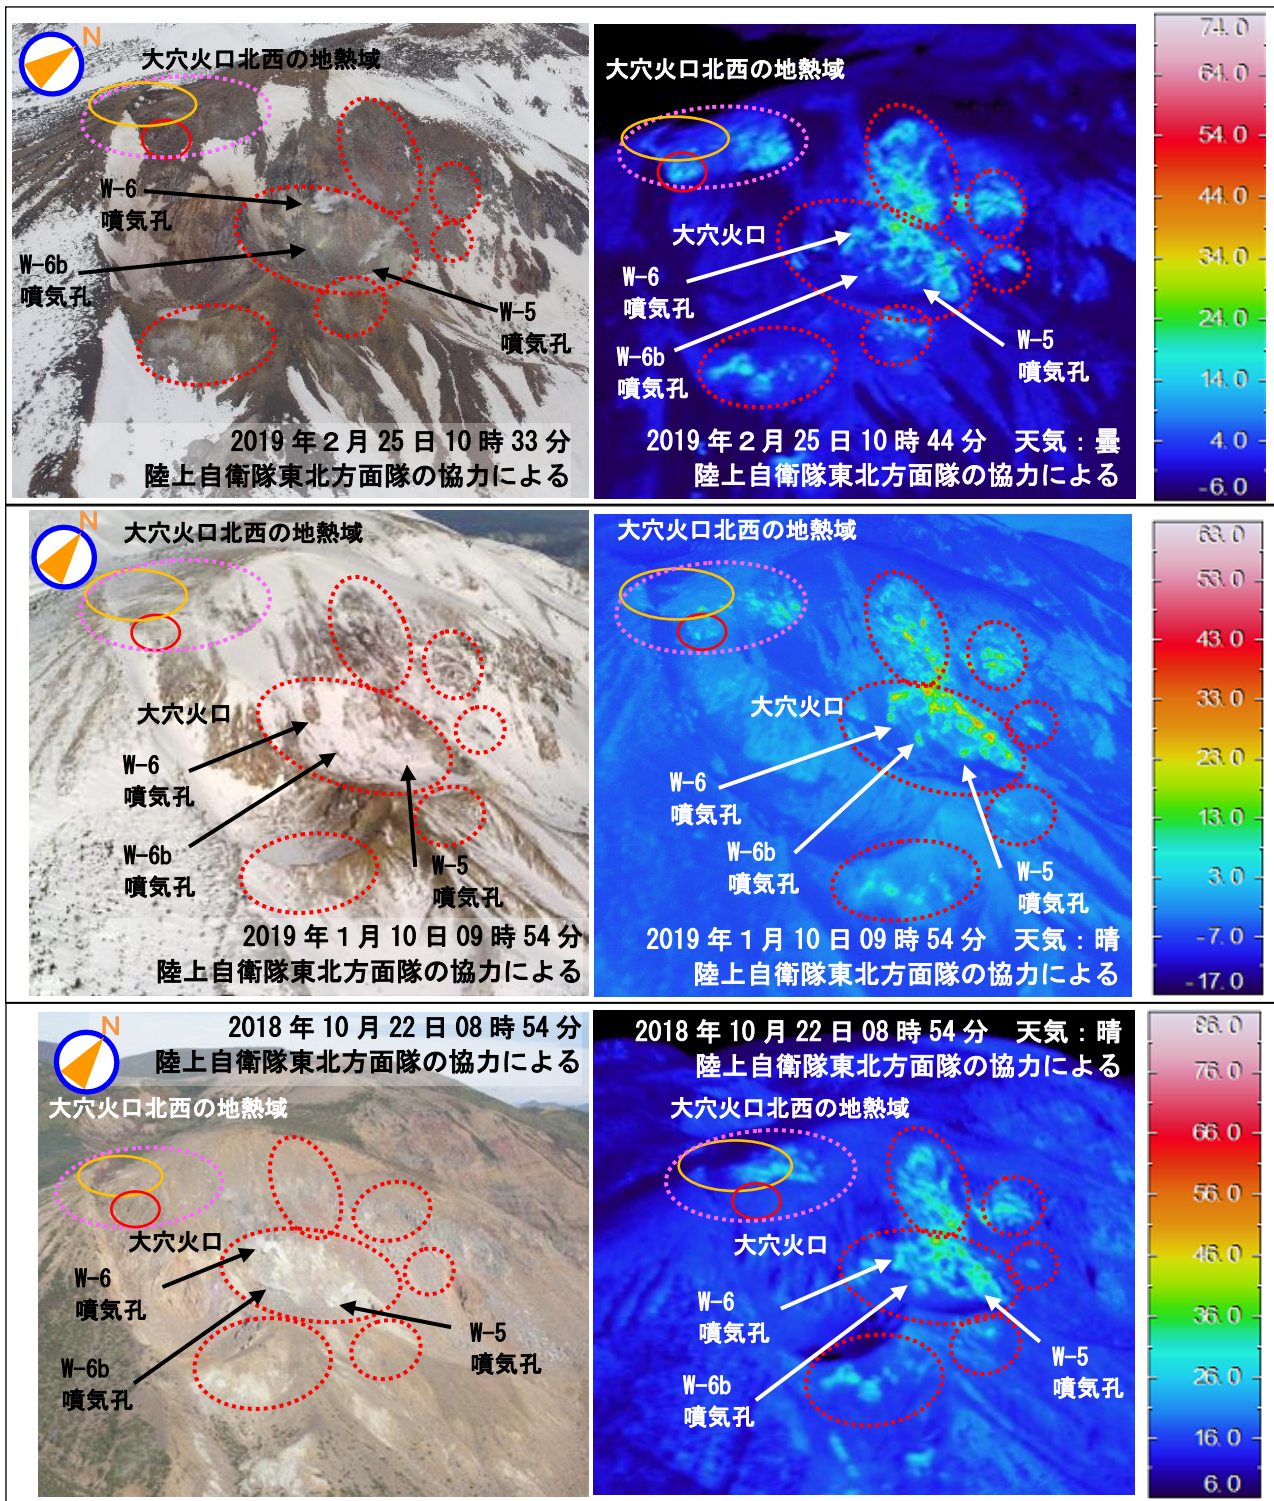 N
大穴火口北西の地熱域
W-6
噴気孔
W-6b
噴気孔
W-5
噴気孔
2019年2月25日10時33分
陸上自衛隊東北方面隊の協力による
大穴火口北西の地熱域
大穴火口
W-6
噴気孔
W-6b
噴気孔
W-5
噴気孔
2019年2月25日10時44分 天気：曇
陸上自衛隊東北方面隊の協力による
74.0
64.0
54.0
44.0
34.0
24.0
14.0
4.0
-6.0
N
大穴火口北西の地熱域
大穴火口
W-6
噴気孔
W-6b
噴気孔
W-5
噴気孔
2019年1月10日09時54分
陸上自衛隊東北方面隊の協力による
大穴火口北西の地熱域
大穴火口
W-6
噴気孔
W-6b
噴気孔
W-5
噴気孔
2019年1月10日09時54分 天気：晴
陸上自衛隊東北方面隊の協力による
63.0
53.0
43.0
33.0
23.0
13.0
3.0
-7.0
-17.0
N
2018年10月22日08時54分
陸上自衛隊東北方面隊の協力による
大穴火口北西の地熱域
大穴火口
W-6
噴気孔
W-6b
噴気孔
W-5
噴気孔
2018年10月22日08時54分 天気：晴
陸上自衛隊東北方面隊の協力による
大穴火口北西の地熱域
大穴火口
W-6
噴気孔
W-6b
噴気孔
W-5
噴気孔
86.0
76.0
66.0
56.0
46.0
36.0
26.0
16.0
6.0